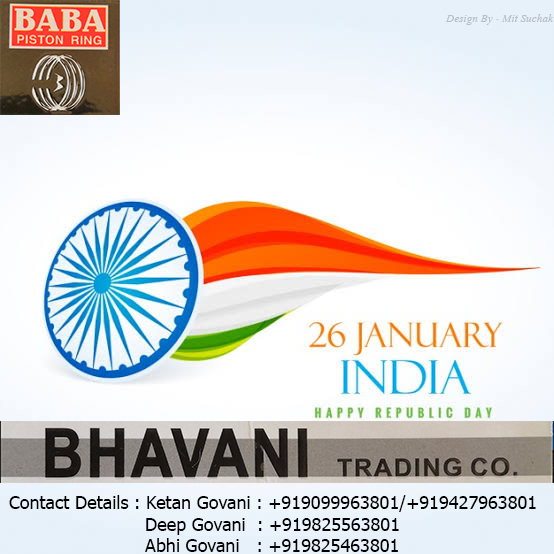 BABA
PISTON RING
Design By - Mit Suchak
26 JANUARY
INDIA
HAPPY REPUBLIC DAY
BHAVANI TRADING CO.
Contact Details : Ketan Govani : +919099963801/+919427963801
Deep Govani : +919825563801
Abhi Govani : +919825463801